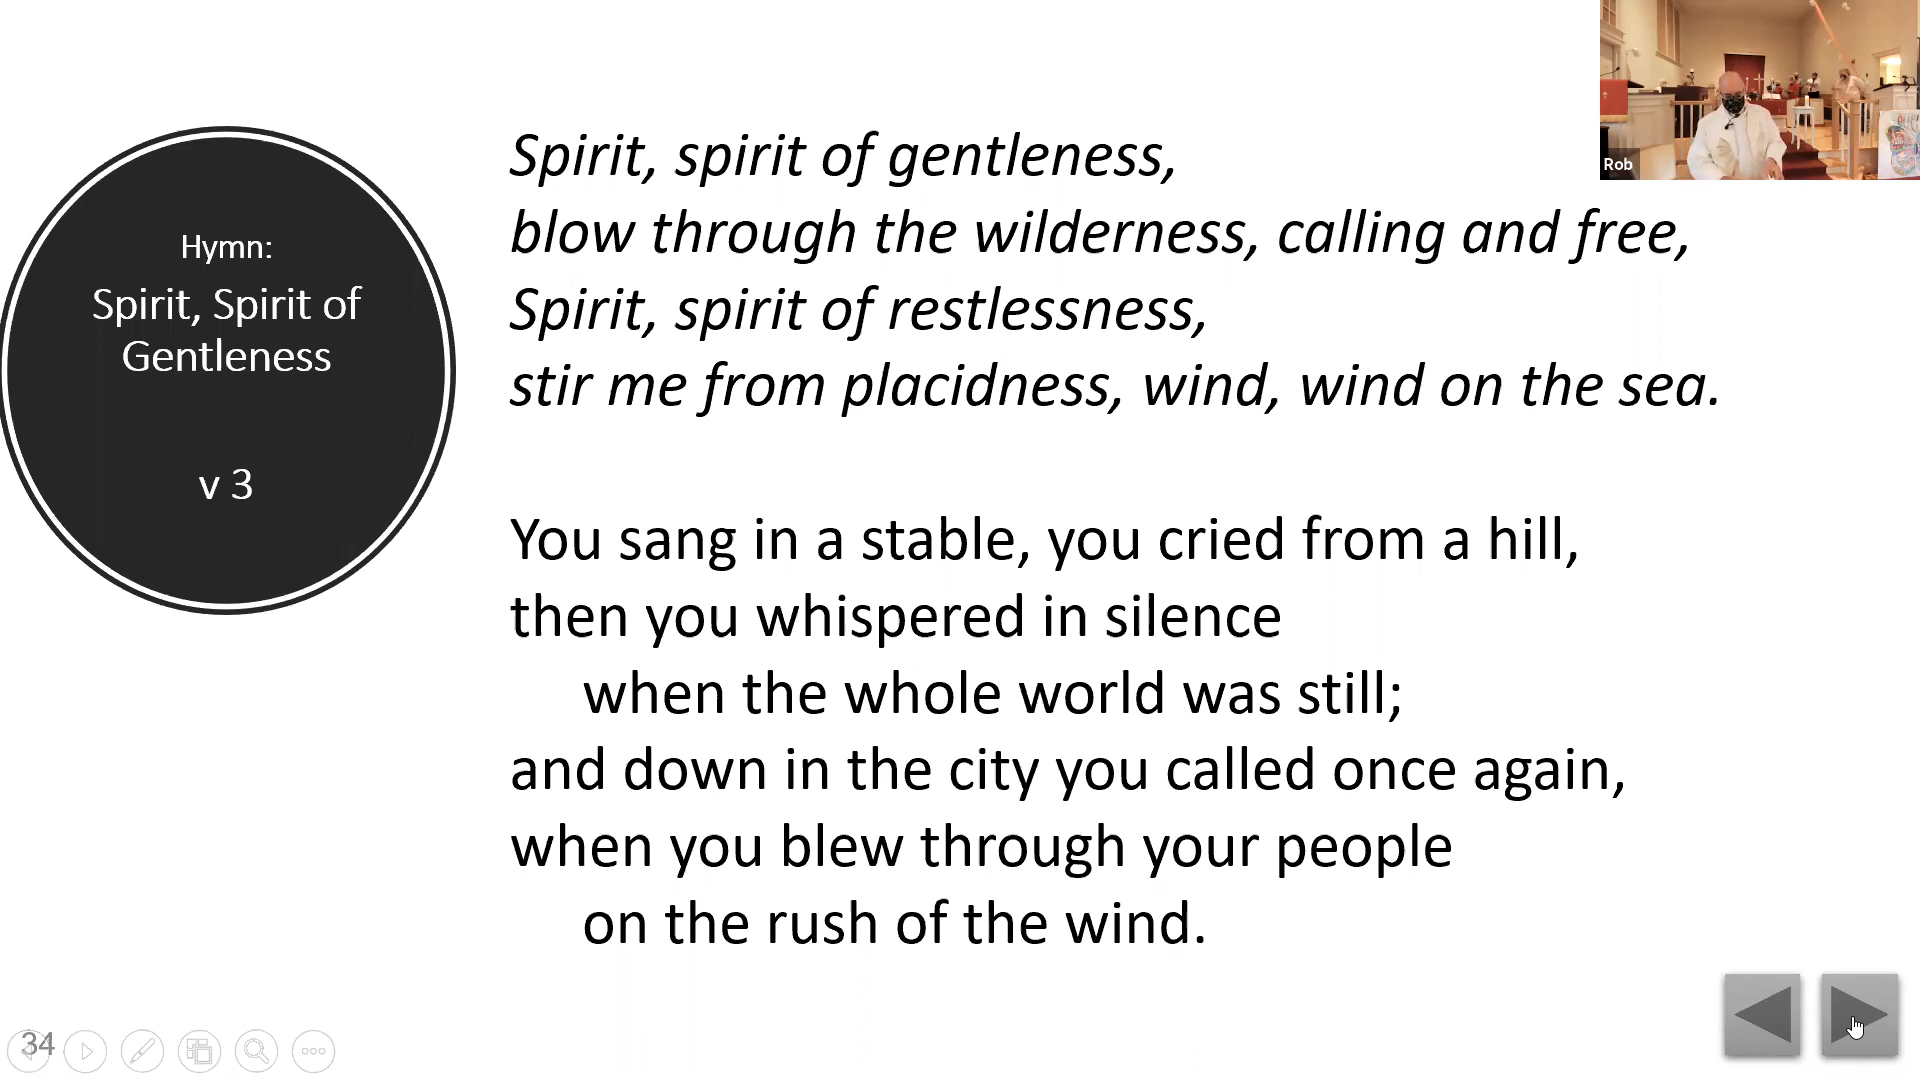 Hymn:
Spirit, Spirit of
Gentleness
v 3
Spirit, spirit of gentleness,
blow through the wilderness, calling and free,
Spirit, spirit of restlessness,
stir me from placidness, wind, wind on the sea.
You sang in a stable, you cried from a hill,
then you whispered in silence
when the whole world was still;
and down in the city you called once again,
when you blew through your people
on the rush of the wind.
Rob
34